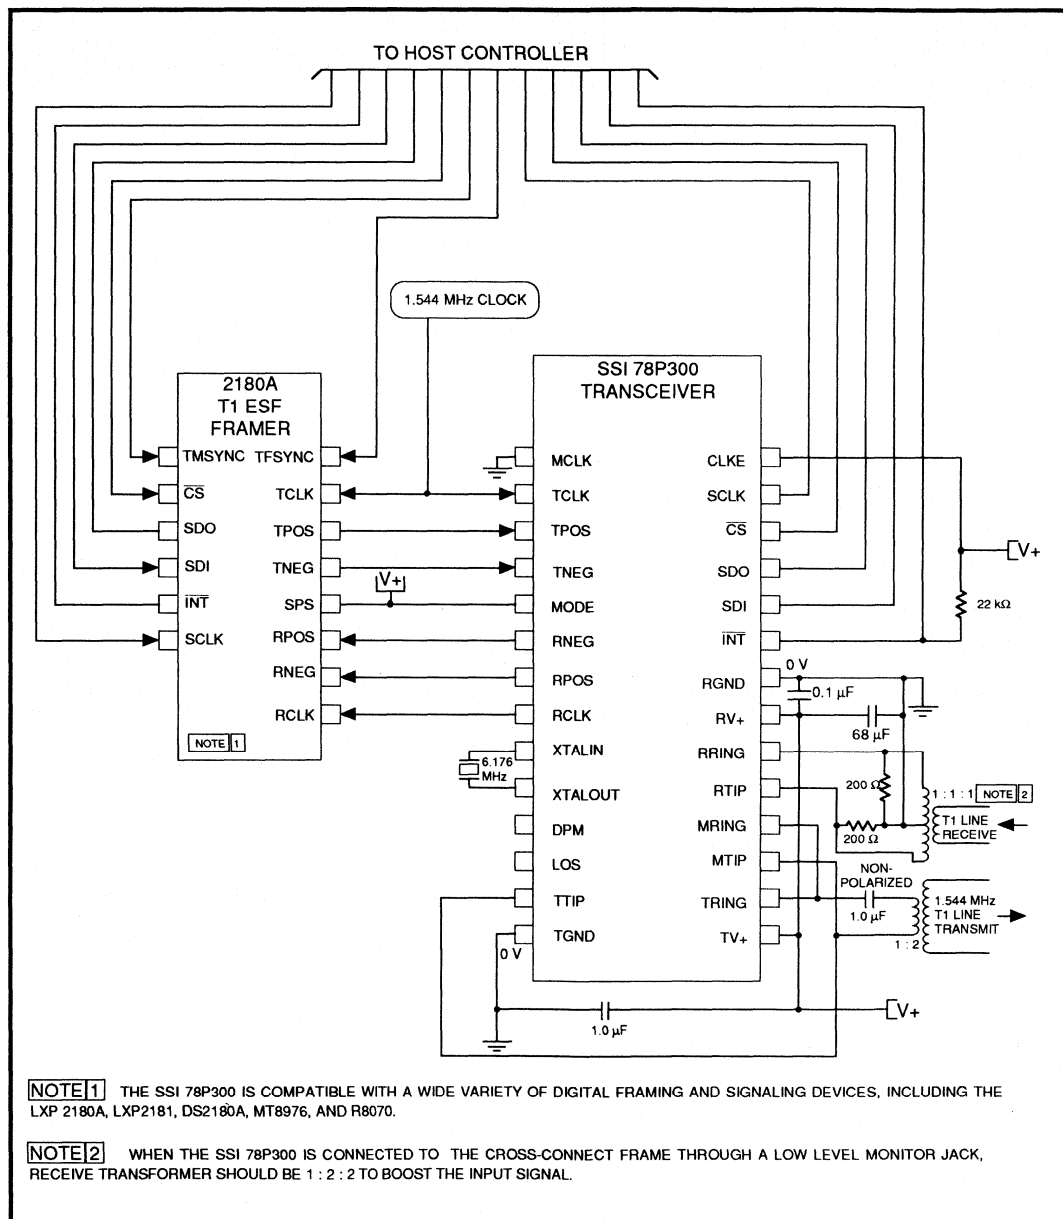 TO HOST CONTROLLER
1.544 MHz CLOCK
2180A
T1 ESF
FRAMER
TMSYNC TFSYNC
CS TCLK
SDO TPOS
SDI TNEG
INT SPS
SCLK RPOS
RNEG
RCLK
NOTE 1
V+
SSI 78P300
TRANSCEIVER
MCLK CLKE
TCLK SCLK
TPOS CS
TNEG SDO
MODE SDI
RNEG INT
RPOS RGND
RCLK RV+
XTALIN RRING
XTALOUT RTIP
DPM MRING
LOS MTIP
TTIP TRING
TGND TV+
6.176
MHz
0 V
1.0 µF
V+
22 kΩ
0 V
0.1 µF
68 µF
200 Ω
200 Ω
1 : 1 : 1 NOTE 2
T1 LINE
RECEIVE
NON-
POLARIZED
1.0 µF
1.544 MHz
T1 LINE
TRANSMIT
1 : 2
V+
NOTE 1 THE SSI 78P300 IS COMPATIBLE WITH A WIDE VARIETY OF DIGITAL FRAMING AND SIGNALING DEVICES, INCLUDING THE
LXP 2180A, LXP2181, DS2180A, MT8976, AND R8070.
NOTE 2 WHEN THE SSI 78P300 IS CONNECTED TO THE CROSS-CONNECT FRAME THROUGH A LOW LEVEL MONITOR JACK,
RECEIVE TRANSFORMER SHOULD BE 1 : 2 : 2 TO BOOST THE INPUT SIGNAL.